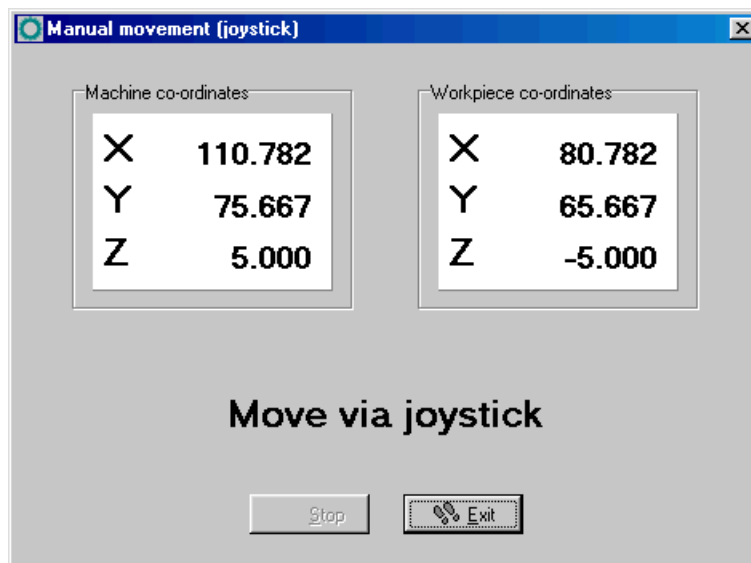 Manual movement (joystick)
Machine co-ordinates
X 110.782
Y 75.667
Z 5.000
Workpiece co-ordinates
X 80.782
Y 65.667
Z -5.000
Move via joystick
Stop
Exit